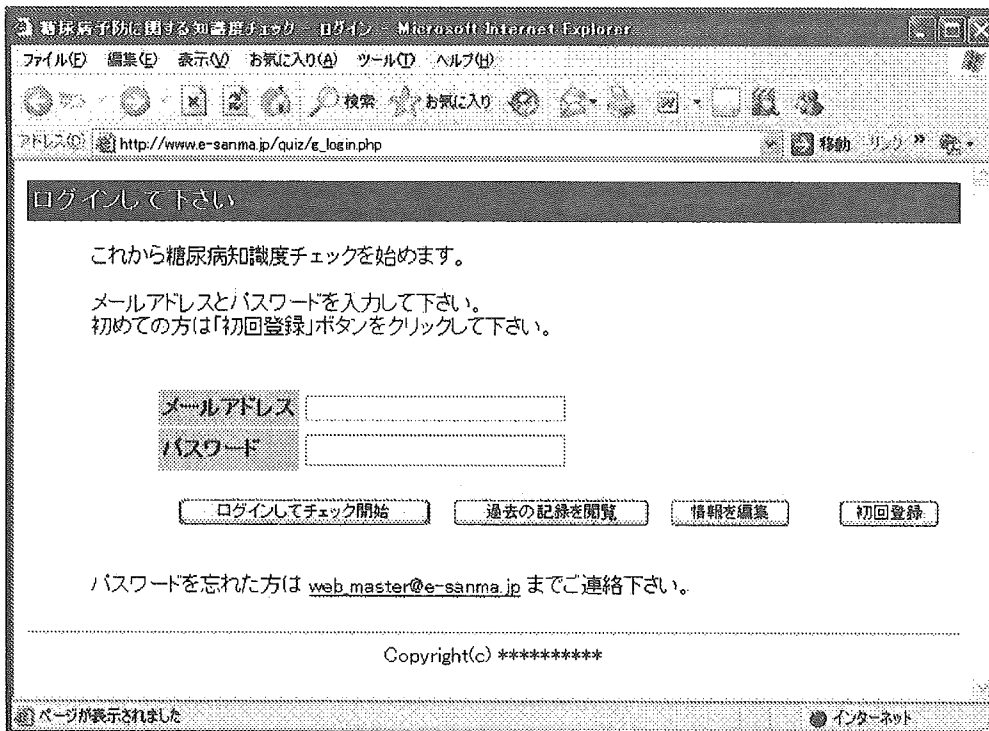 糖尿病予防に関する知識度チェック - ログイン - Microsoft Internet Explorer
ファイル(F) 編集(E) 表示(V) お気に入り(A) ツール(T) ヘルプ(H)
戻る 検索 お気に入り
アドレス(D) http://www.e-sanma.jp/quiz/g_login.php 移動 リンク »
ログインして下さい
これから糖尿病知識度チェックを始めます。
メールアドレスとパスワードを入力して下さい。
初めての方は「初回登録」ボタンをクリックして下さい。
メールアドレス
パスワード
ログインしてチェック開始 過去の記録を閲覧 情報を編集 初回登録
パスワードを忘れた方は web_master@e-sanma.jp までご連絡下さい。
Copyright(c) **********
ページが表示されました インターネット